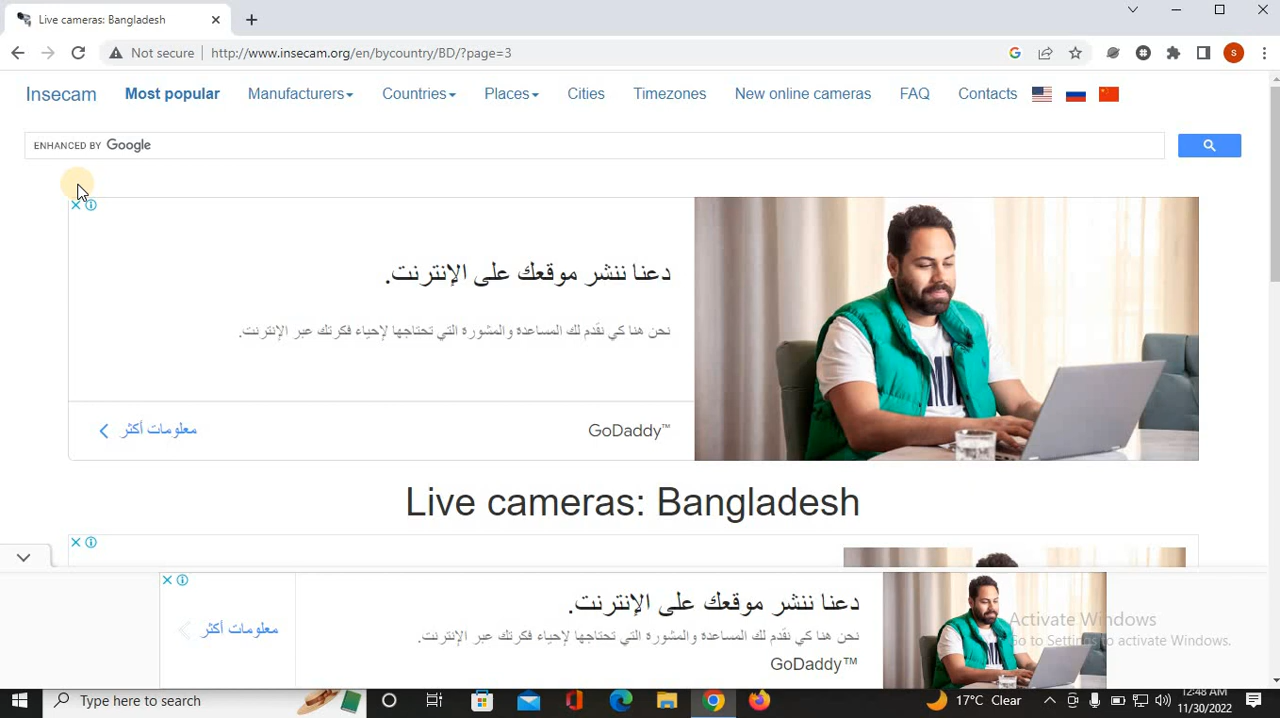 Live cameras: Bangladesh
Not secure
http://www.insecam.org/en/bycountry/BD/?page=3
s
Insecam
Most popular
Manufacturers
Countries
Places
Cities
Timezones
New online cameras
FAQ
Contacts
ENHANCED BY Google
دعنا ننشر موقعك على الإنترنت.
نحن هنا كي نقدم لك المساعدة والمشورة التي تحتاجها لإحياء فكرتك عبر الإنترنت.
معلومات أكثر
GoDaddy™
Live cameras: Bangladesh
دعنا ننشر موقعك على الإنترنت.
نحن هنا كي نقدم لك المساعدة والمشورة التي تحتاجها لإحياء فكرتك عبر الإنترنت.
معلومات أكثر
GoDaddy™
Activate Windows
Go to Settings to activate Windows.
Type here to search
17°C Clear
12:48 AM
11/30/2022